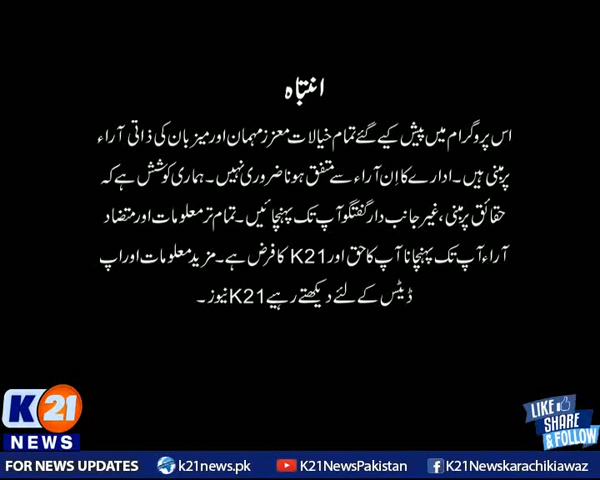 انتباہ
اس پروگرام میں پیش کیے گئے تمام خیالات معزز مہمان اور میزبان کی ذاتی آراء
پر مبنی ہیں۔ ادارے کا اِن آراء سے متفق ہونا ضروری نہیں۔ ہماری کوشش ہے کہ
حقائق پر مبنی، غیر جانب دار گفتگو آپ تک پہنچائیں۔ تمام تر معلومات اور متضاد
آراء آپ تک پہنچانا آپ کا حق اور K21 کا فرض ہے۔ مزید معلومات اور اپ
ڈیٹس کے لئے دیکھتے رہیے K21 نیوز۔
K21
NEWS
LIKE
SHARE
& FOLLOW
FOR NEWS UPDATES k21news.pk K21NewsPakistan K21Newskarachikiawaz